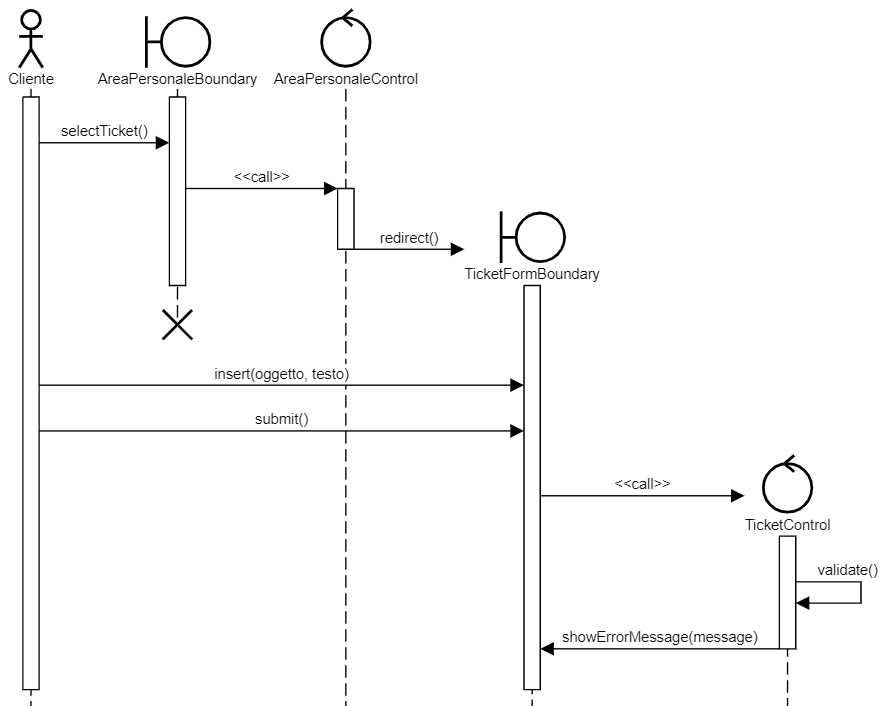 Cliente
AreaPersonaleBoundary
AreaPersonaleControl
selectTicket()
<<call>>
redirect()
TicketFormBoundary
insert(oggetto, testo)
submit()
<<call>>
TicketControl
validate()
showErrorMessage(message)